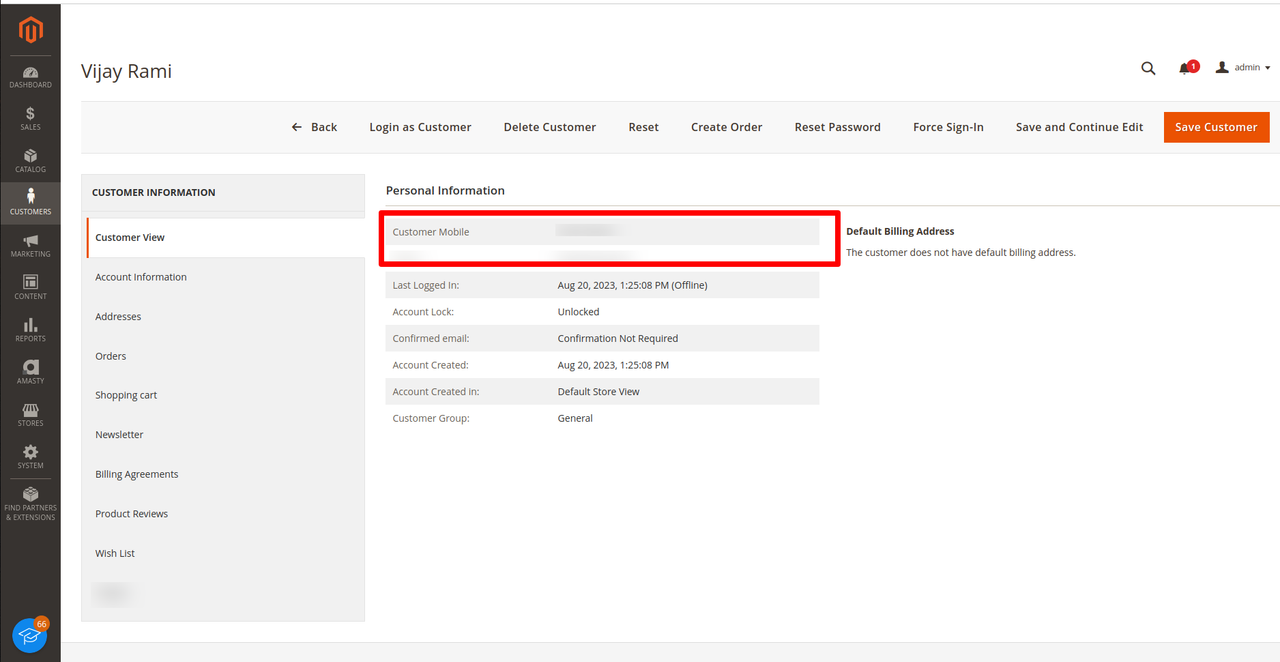 Vijay Rami
1
admin
Back
Login as Customer
Delete Customer
Reset
Create Order
Reset Password
Force Sign-In
Save and Continue Edit
Save Customer
DASHBOARD
SALES
CATALOG
CUSTOMERS
MARKETING
CONTENT
REPORTS
AMASTY
STORES
SYSTEM
FIND PARTNERS
& EXTENSIONS
66
CUSTOMER INFORMATION
Customer View
Account Information
Addresses
Orders
Shopping cart
Newsletter
Billing Agreements
Product Reviews
Wish List
Personal Information
Customer Mobile
Last Logged In: Aug 20, 2023, 1:25:08 PM (Offline)
Account Lock: Unlocked
Confirmed email: Confirmation Not Required
Account Created: Aug 20, 2023, 1:25:08 PM
Account Created in: Default Store View
Customer Group: General
Default Billing Address
The customer does not have default billing address.